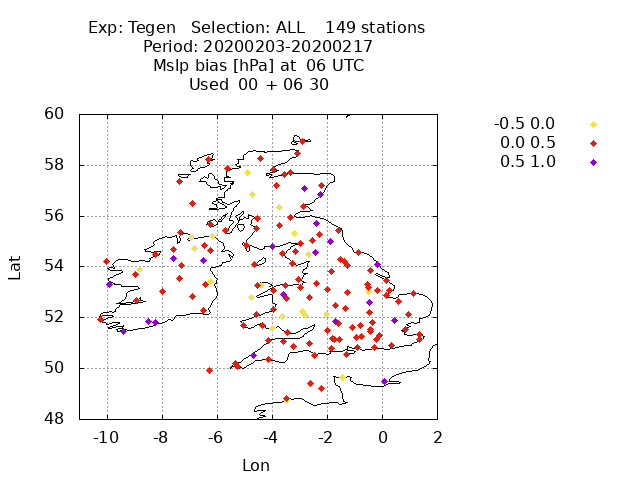 Exp: Tegen   Selection: ALL    149 stations
Period: 20200203-20200217
Mslp bias [hPa] at  06 UTC
Used  00 + 06 30
-0.5 0.0
0.0 0.5
0.5 1.0
60
58
56
54
52
50
48
Lat
-10 -8 -6 -4 -2 0 2
Lon